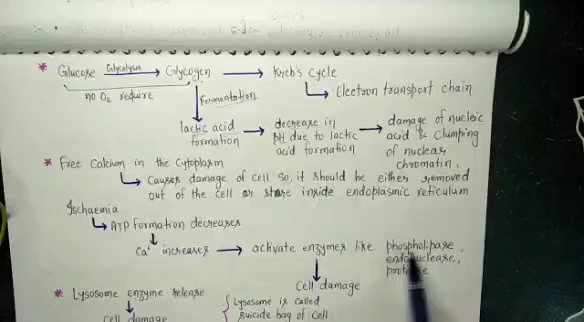 * Glucose Glycolysis → Glycogen → Kreb's cycle
no O2 require
↓ Fermentation
↳ Electron transport chain
lactic acid formation → decrease in pH due to lactic acid formation → damage of nucleic acid & clumping of nuclear chromatin.
* Free Calcium in the Cytoplasm
↳ Causes damage of cell so, it should be either removed
out of the cell or store inside endoplasmic reticulum
Ischaemia
↳ ATP formation decreases
↓
Ca+ increases → activate enzymes like phospholipase,
endonuclease,
protease
↓
Cell damage
* Lysosome enzyme release
↓
Cell damage
{ Lysosome is called
suicide bag of cell